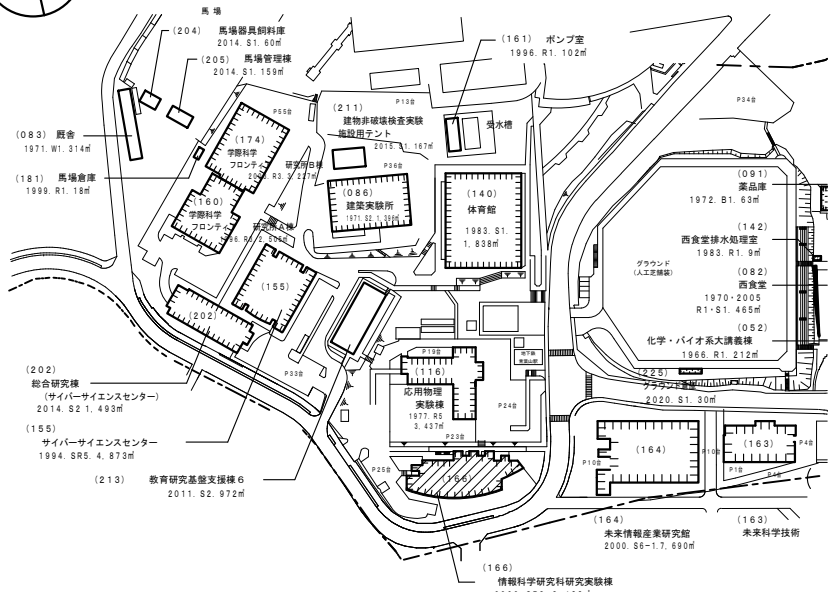 馬場
(204) 馬場器具飼料庫
2014. S1. 60㎡
(205) 馬場管理棟
2014. S1. 159㎡
(161) ポンプ室
1996. R1. 102㎡
P13台
P34台
P55台
(211)
建物非破壊検査実験
施設用テント
2015. S1. 167㎡
受水槽
(083) 厩舎
1971. W1. 314㎡
(174)
学際科学
フロンティア
研究所B棟
P36台
(181) 馬場倉庫
1999. R1. 18㎡
(160)
学際科学
フロンティア
研究所A棟
(086)
建築実験所
1971. S2. 1, 396㎡
(140)
体育館
1983. S1.
1, 838㎡
(091)
薬品庫
1972. B1. 63㎡
(142)
西食堂排水処理室
1983. R1. 9㎡
グラウンド
(人工芝舗装)
(082)
西食堂
1970・2005
R1・S1. 465㎡
(155)
(202)
(052)
化学・バイオ系大講義棟
1966. R1. 212㎡
P19台
地下鉄
青葉山駅
(116)
応用物理
実験棟
1977. R5
3, 437㎡
P24台
P23台
P33台
(225)
2020. S1. 30㎡
(202)
総合研究棟
(サイバーサイエンスセンター)
2014. S2 1, 493㎡
(155)
サイバーサイエンスセンター
1994. SR5. 4, 873㎡
(213) 教育研究基盤支援棟6
2011. S2. 972㎡
P25台
(166)
P10台
(164)
P10台
(163)
P4台
P1台
(164)
未来情報産業研究館
2000. S6-1. 7, 690㎡
(163)
未来科学技術
(166)
情報科学研究科研究実験棟